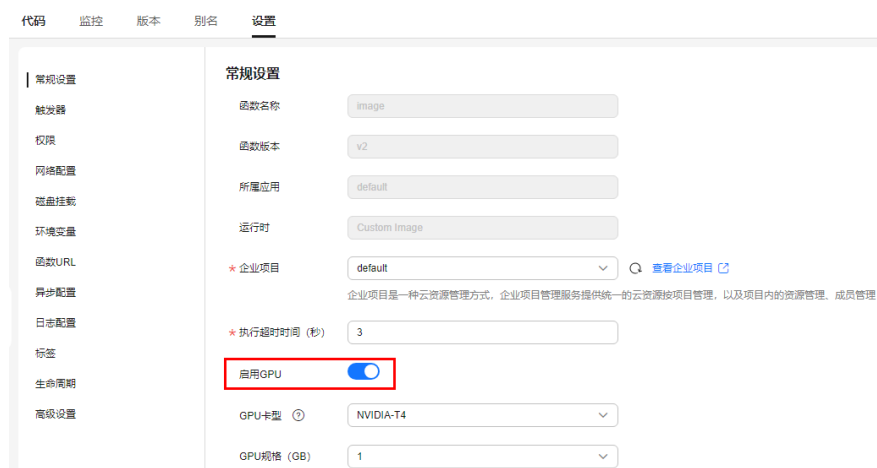 代码 监控 版本 别名 设置
常规设置
触发器
权限
网络配置
磁盘挂载
环境变量
函数URL
异步配置
日志配置
标签
生命周期
高级设置
常规设置
函数名称 image
函数版本 v2
所属应用 default
运行时 Custom Image
* 企业项目 default 查看企业项目
企业项目是一种云资源管理方式，企业项目管理服务提供统一的云资源按项目管理，以及项目内的资源管理，成员管理
* 执行超时时间（秒） 3
启用GPU
GPU卡型 ? NVIDIA-T4
GPU规格（GB） 1